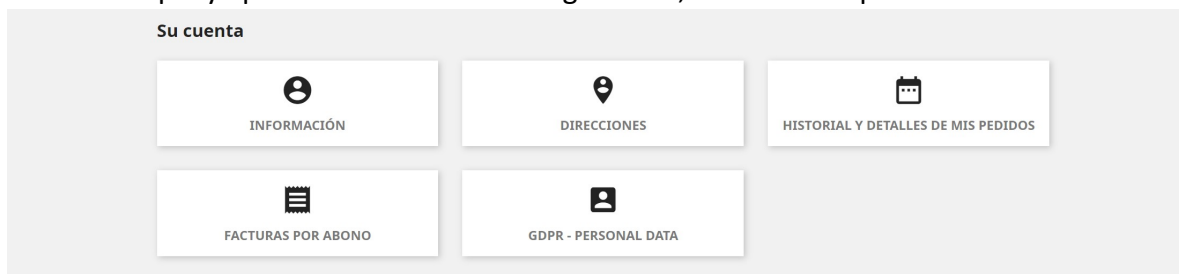 Su cuenta
INFORMACIÓN
DIRECCIONES
HISTORIAL Y DETALLES DE MIS PEDIDOS
FACTURAS POR ABONO
GDPR - PERSONAL DATA